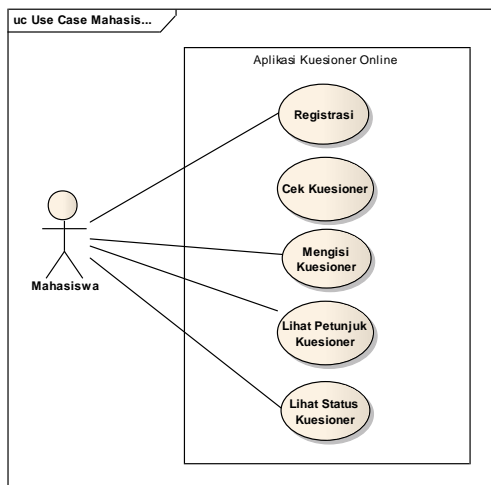 uc Use Case Mahasis...
Aplikasi Kuesioner Online
Registrasi
Cek Kuesioner
Mengisi
Kuesioner
Mahasiswa
Lihat Petunjuk
Kuesioner
Lihat Status
Kuesioner